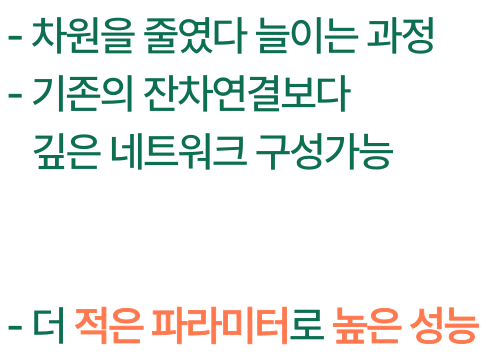 - 차원을 줄였다 늘이는 과정
- 기존의 잔차연결보다
깊은 네트워크 구성가능
- 더 적은 파라미터로 높은 성능